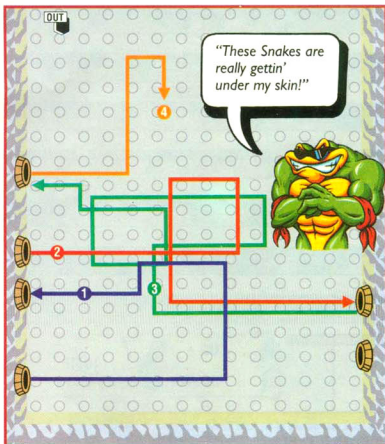 OUT
"These Snakes are
really gettin'
under my skin!"
4
2
1
3